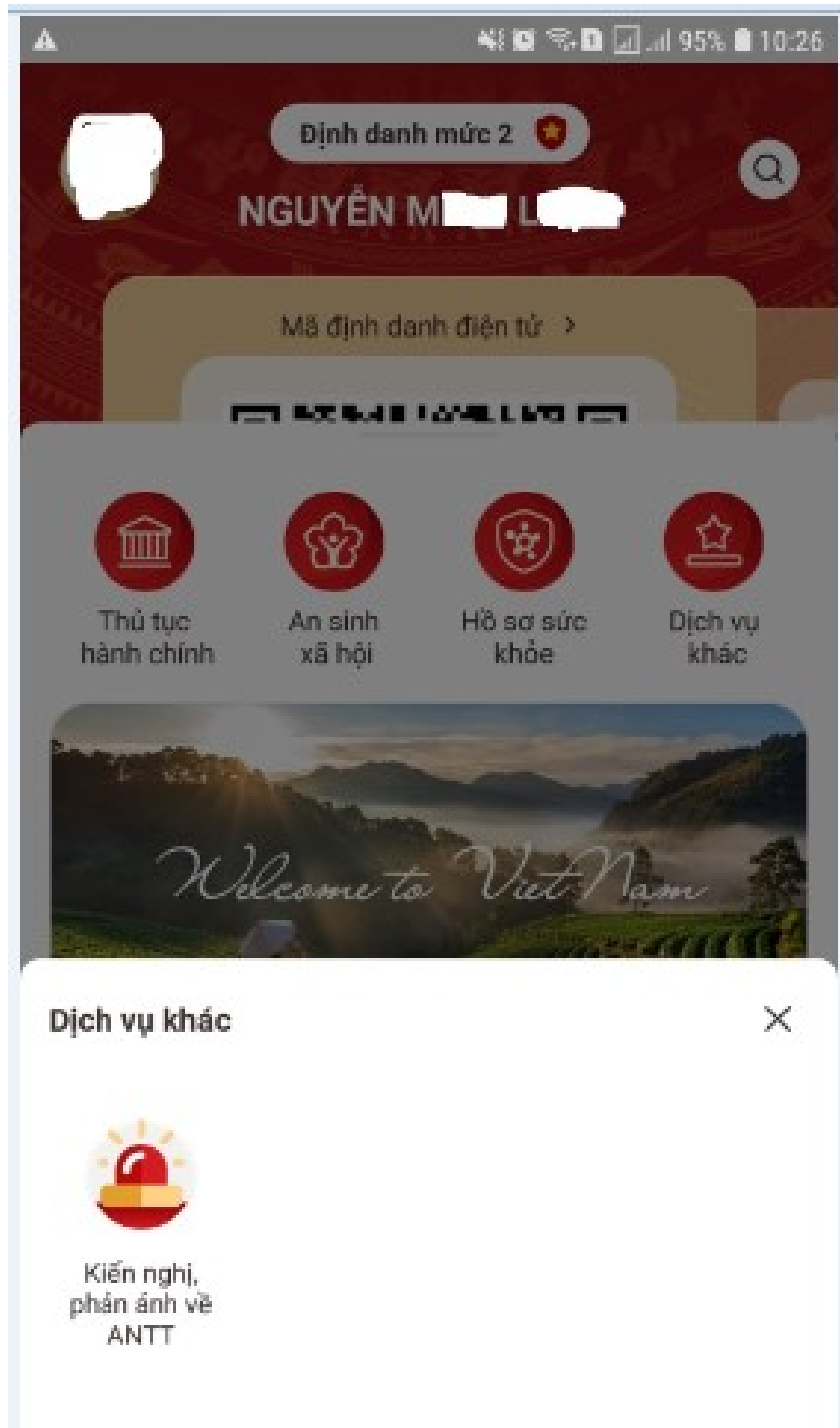 95% 10:26
Định danh mức 2
NGUYỄN M L
Mã định danh điện tử
Thủ tục
hành chính
An sinh
xã hội
Hồ sơ sức
khỏe
Dịch vụ
khác
Welcome to VietNam
Dịch vụ khác
Kiến nghị,
phản ánh về
ANTT